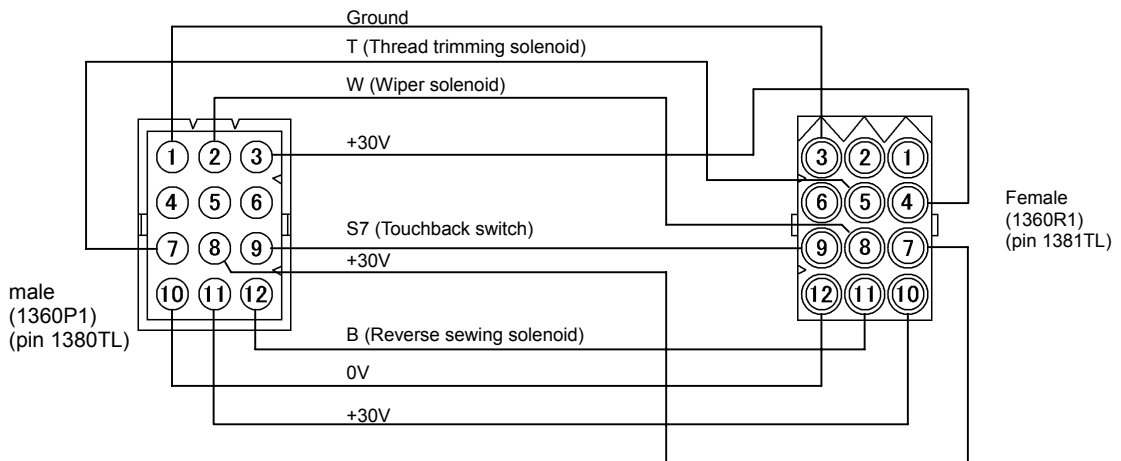 Ground
T (Thread trimming solenoid)
W (Wiper solenoid)
+30V
1 2 3
3 2 1
4 5 6
6 5 4
Female
(1360R1)
(pin 1381TL)
S7 (Touchback switch)
7 8 9
9 8 7
+30V
male
(1360P1)
(pin 1380TL)
10 11 12
12 11 10
B (Reverse sewing solenoid)
0V
+30V